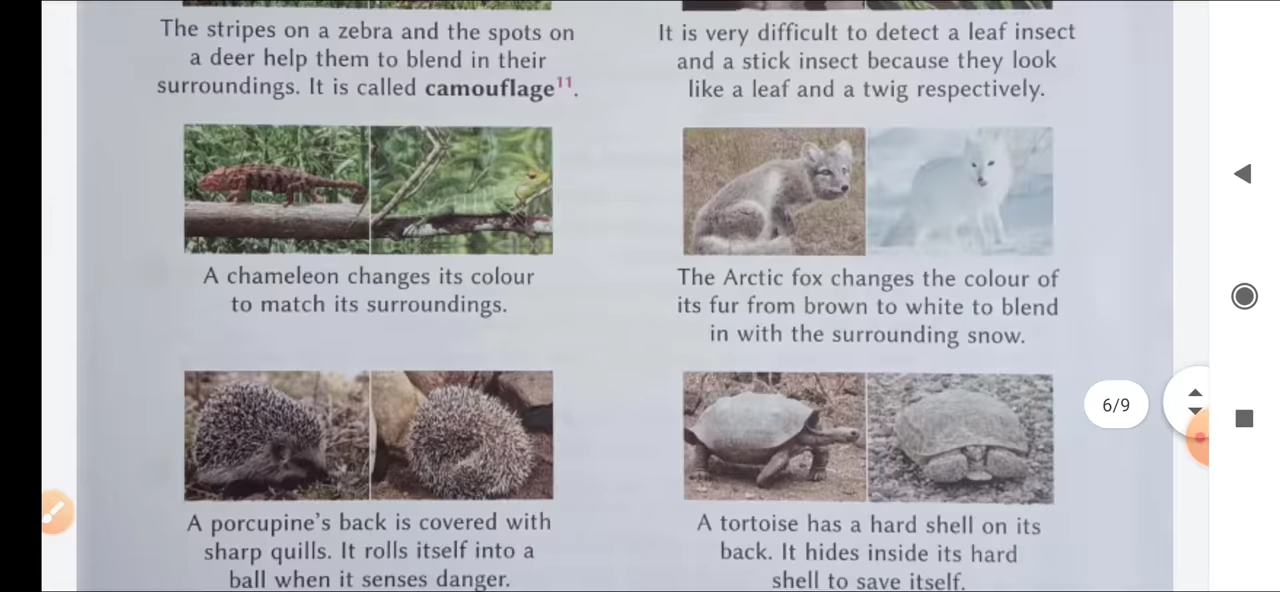 The stripes on a zebra and the spots on
a deer help them to blend in their
surroundings. It is called camouflage¹¹.
It is very difficult to detect a leaf insect
and a stick insect because they look
like a leaf and a twig respectively.
A chameleon changes its colour
to match its surroundings.
The Arctic fox changes the colour of
its fur from brown to white to blend
in with the surrounding snow.
6/9
A porcupine's back is covered with
sharp quills. It rolls itself into a
ball when it senses danger.
A tortoise has a hard shell on its
back. It hides inside its hard
shell to save itself.